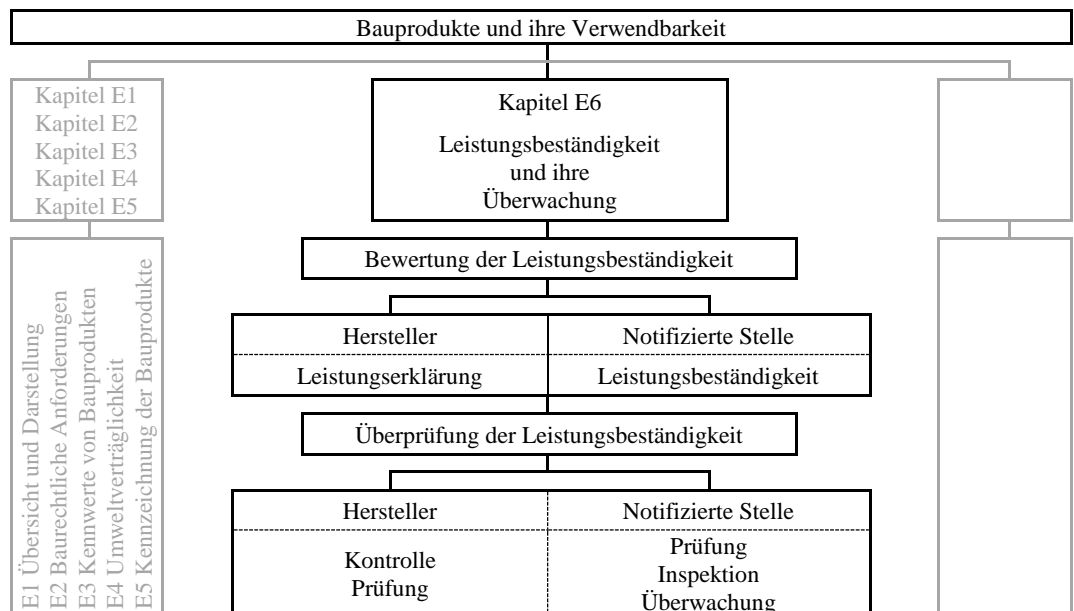 Bauprodukte und ihre Verwendbarkeit
Kapitel E1
Kapitel E2
Kapitel E3
Kapitel E4
Kapitel E5
Kapitel E6
Leistungsbeständigkeit
und ihre
Überwachung
E1 Übersicht und Darstellung
E2 Baurechtliche Anforderungen
E3 Kennwerte von Bauprodukten
E4 Umweltverträglichkeit
E5 Kennzeichnung der Bauprodukte
Bewertung der Leistungsbeständigkeit
Hersteller
Notifizierte Stelle
Leistungserklärung
Leistungsbeständigkeit
Überprüfung der Leistungsbeständigkeit
Hersteller
Notifizierte Stelle
Kontrolle
Prüfung
Prüfung
Inspektion
Überwachung